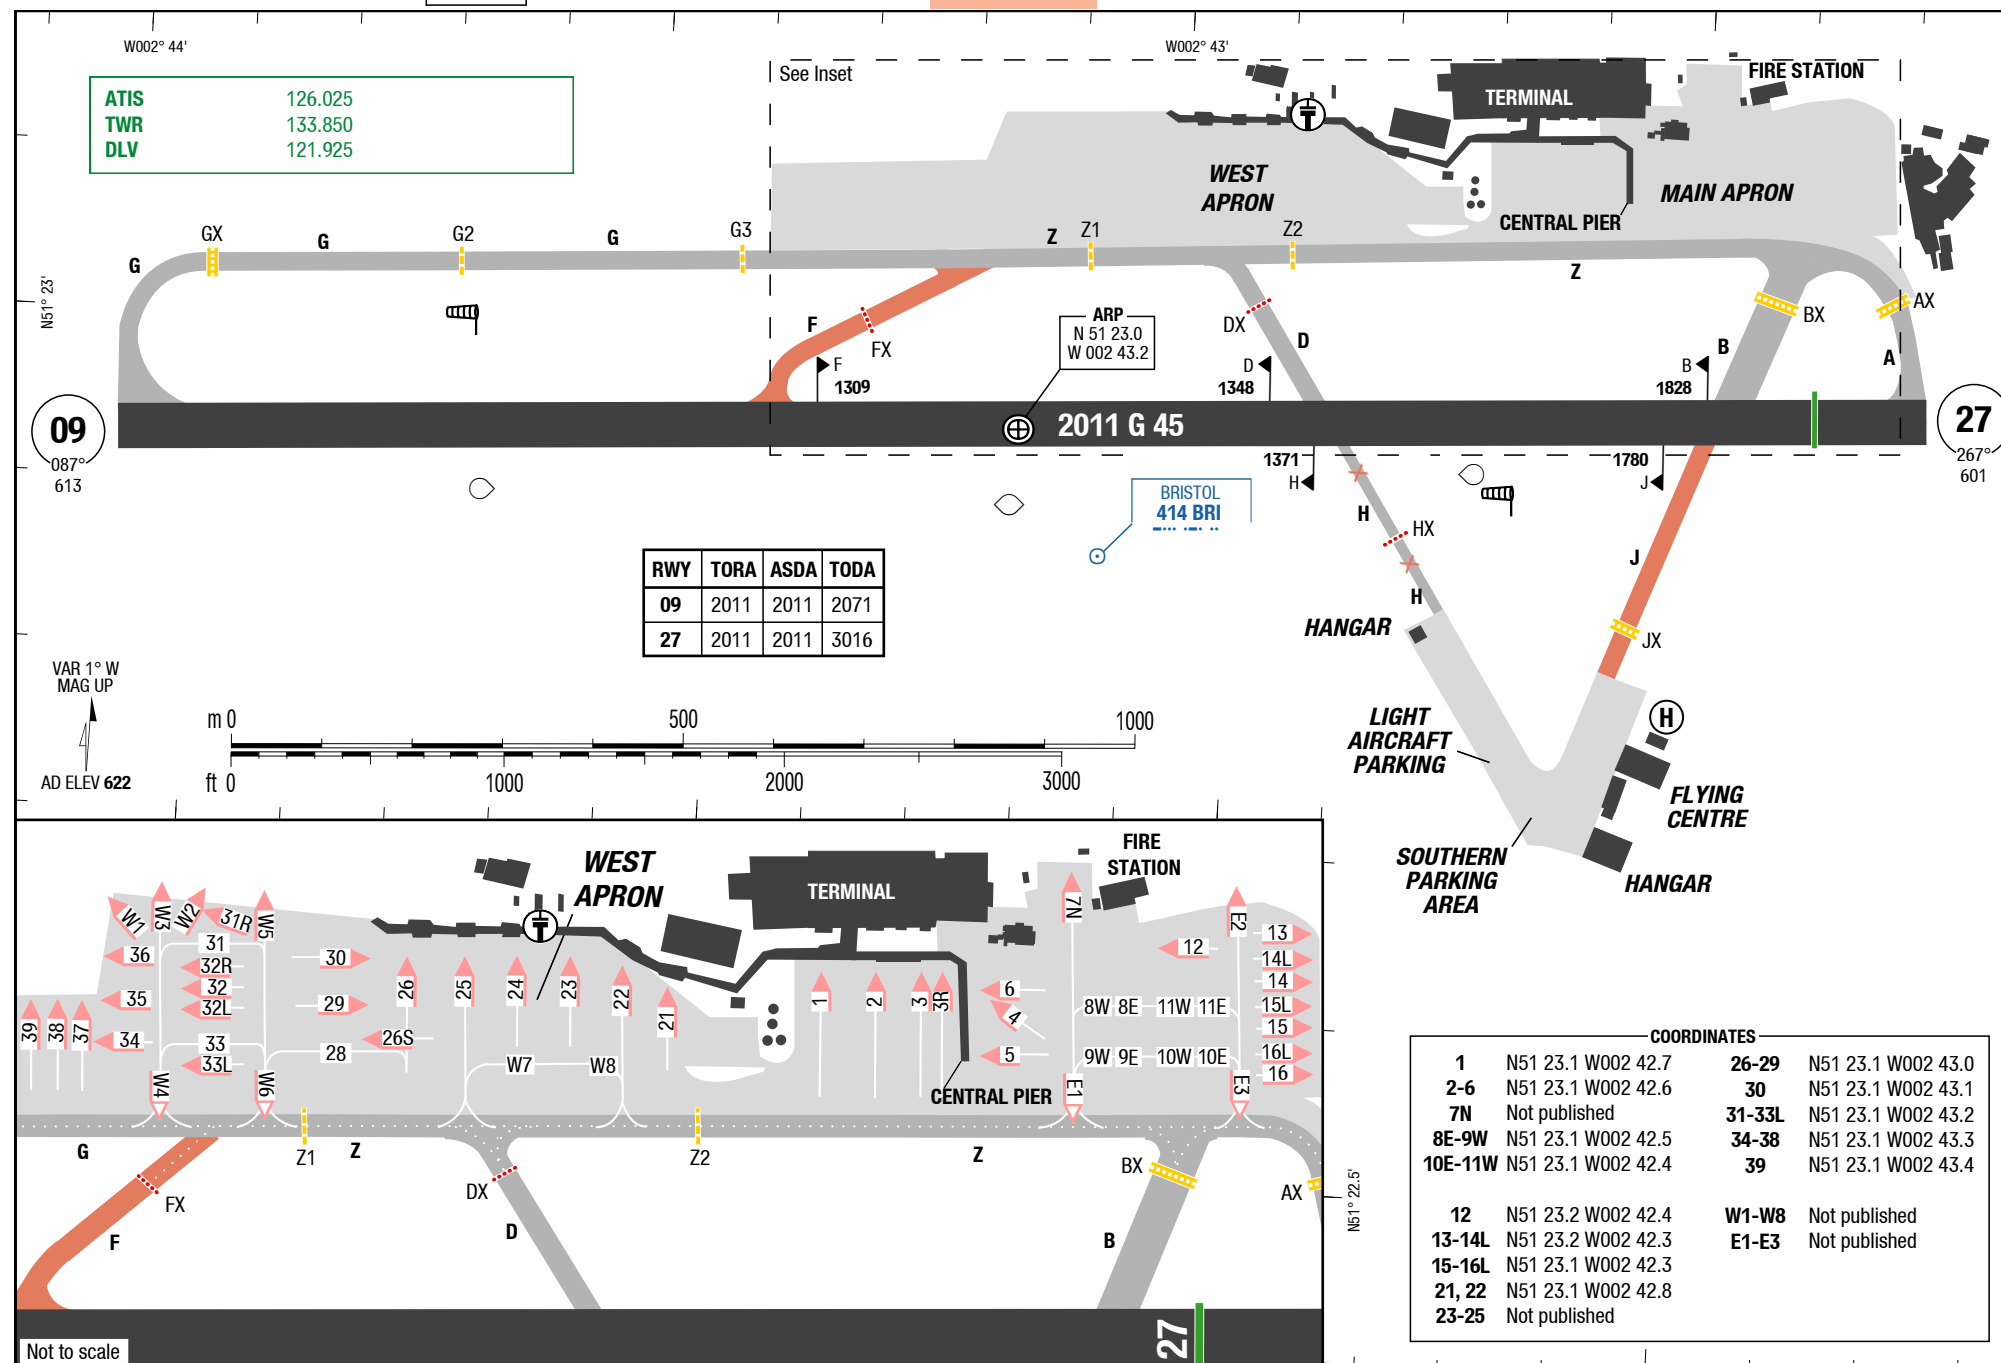 W002° 44'
W002° 43'
See Inset
ATIS 126.025
TWR 133.850
DLV 121.925
FIRE STATION
TERMINAL
WEST
APRON
MAIN APRON
CENTRAL PIER
GX
G
G2
G
G3
Z
Z1
Z2
Z
G
N51° 23'
F
FX
DX
D
BX
AX
B
A
ARP
N 51 23.0
W 002 43.2
F
1309
D
1348
B
1828
09
087°
613
2011 G 45
27
267°
601
1371
H
1780
J
BRISTOL
414 BRI
H
HX
H
J
JX
RWY TORA ASDA TODA
09 2011 2011 2071
27 2011 2011 3016
HANGAR
VAR 1° W
MAG UP
AD ELEV 622
m 0 500 1000
ft 0 1000 2000 3000
LIGHT
AIRCRAFT
PARKING
H
FLYING
CENTRE
SOUTHERN
PARKING
AREA
HANGAR
WEST
APRON
TERMINAL
FIRE
STATION
W1
W3
W2
31R
W5
7N
E2
36
31
32R
30
12
13
14L
35
32
32L
29
26
25
24
23
22
21
1
2
3
3R
6
4
8W 8E 11W 11E
14
15L
15
39
38
37
34
33
33L
28
26S
W7
W8
5
9W 9E 10W 10E
16L
16
W4
W6
E1
E3
CENTRAL PIER
G
Z1
Z
Z2
Z
FX
DX
BX
AX
F
D
B
N51° 22.5'
27
Not to scale
COORDINATES
1 N51 23.1 W002 42.7 26-29 N51 23.1 W002 43.0
2-6 N51 23.1 W002 42.6 30 N51 23.1 W002 43.1
7N Not published 31-33L N51 23.1 W002 43.2
8E-9W N51 23.1 W002 42.5 34-38 N51 23.1 W002 43.3
10E-11W N51 23.1 W002 42.4 39 N51 23.1 W002 43.4
12 N51 23.2 W002 42.4 W1-W8 Not published
13-14L N51 23.2 W002 42.3 E1-E3 Not published
15-16L N51 23.1 W002 42.3
21, 22 N51 23.1 W002 42.8
23-25 Not published